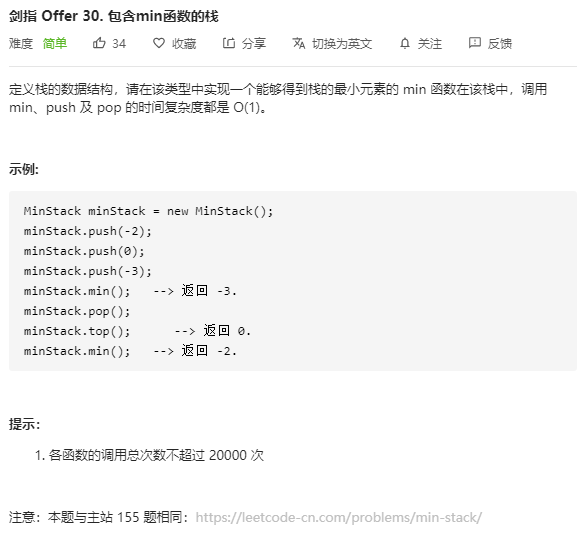 剑指 Offer 30. 包含min函数的栈
难度 简单 34 收藏 分享 切换为英文 关注 反馈
定义栈的数据结构，请在该类型中实现一个能够得到栈的最小元素的 min 函数在该栈中，调用
min、push 及 pop 的时间复杂度都是 O(1)。
示例:
MinStack minStack = new MinStack();
minStack.push(-2);
minStack.push(0);
minStack.push(-3);
minStack.min();   --> 返回 -3.
minStack.pop();
minStack.top();      --> 返回 0.
minStack.min();   --> 返回 -2.
提示：
1. 各函数的调用总次数不超过 20000 次
注意：本题与主站 155 题相同：https://leetcode-cn.com/problems/min-stack/